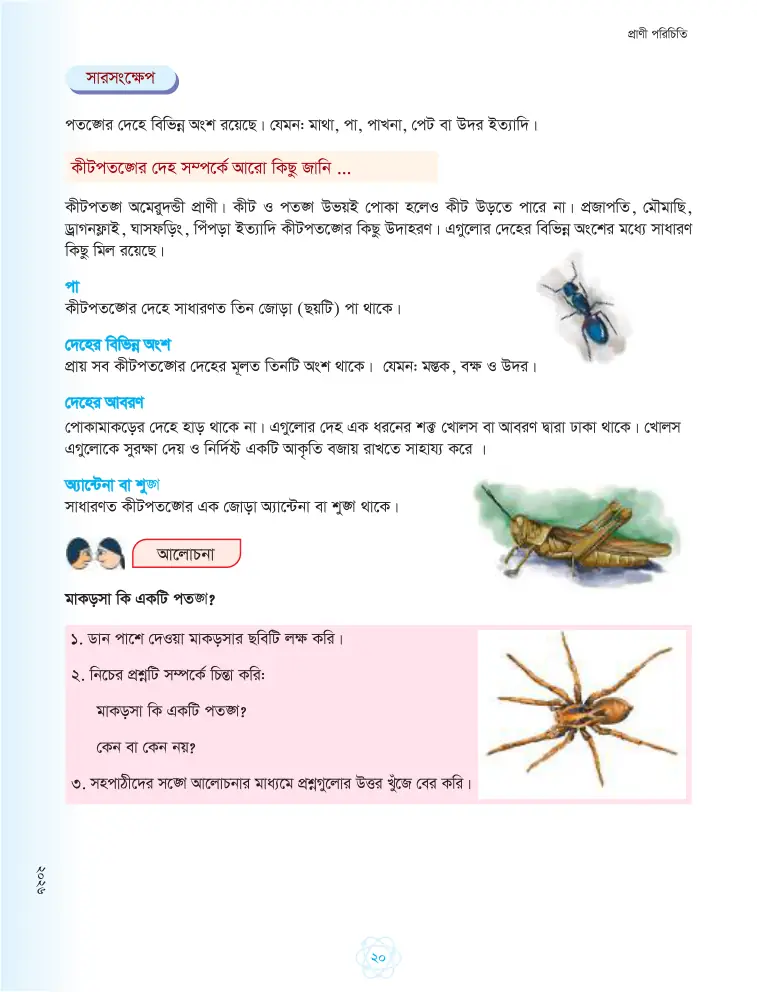 প্রাণী পরিচিতি
সারসংক্ষেপ
পতঙ্গের দেহে বিভিন্ন অংশ রয়েছে। যেমন: মাথা, পা, পাখনা, পেট বা উদর ইত্যাদি।
কীটপতঙ্গের দেহ সম্পর্কে আরো কিছু জানি ...
কীটপতঙ্গ অমেরুদণ্ডী প্রাণী। কীট ও পতঙ্গ উভয়ই পোকা হলেও কীট উড়তে পারে না। প্রজাপতি, মৌমাছি,
ড্রাগনফ্লাই, ঘাসফড়িং, পিঁপড়া ইত্যাদি কীটপতঙ্গের কিছু উদাহরণ। এগুলোর দেহের বিভিন্ন অংশের মধ্যে সাধারণ
কিছু মিল রয়েছে।
পা
কীটপতঙ্গের দেহে সাধারণত তিন জোড়া (ছয়টি) পা থাকে।
দেহের বিভিন্ন অংশ
প্রায় সব কীটপতঙ্গের দেহের মূলত তিনটি অংশ থাকে। যেমন: মস্তক, বক্ষ ও উদর।
দেহের আবরণ
পোকামাকড়ের দেহে হাড় থাকে না। এগুলোর দেহ এক ধরনের শক্ত খোলস বা আবরণ দ্বারা ঢাকা থাকে। খোলস
এগুলোকে সুরক্ষা দেয় ও নির্দিষ্ট একটি আকৃতি বজায় রাখতে সাহায্য করে ।
অ্যান্টেনা বা শুঙ্গ
সাধারণত কীটপতঙ্গের এক জোড়া অ্যান্টেনা বা শুঙ্গ থাকে।
আলোচনা
মাকড়সা কি একটি পতঙ্গ?
১. ডান পাশে দেওয়া মাকড়সার ছবিটি লক্ষ করি।
২. নিচের প্রশ্নটি সম্পর্কে চিন্তা করি:
মাকড়সা কি একটি পতঙ্গ?
কেন বা কেন নয়?
৩. সহপাঠীদের সঙ্গে আলোচনার মাধ্যমে প্রশ্নগুলোর উত্তর খুঁজে বের করি।
২০২৫
২০